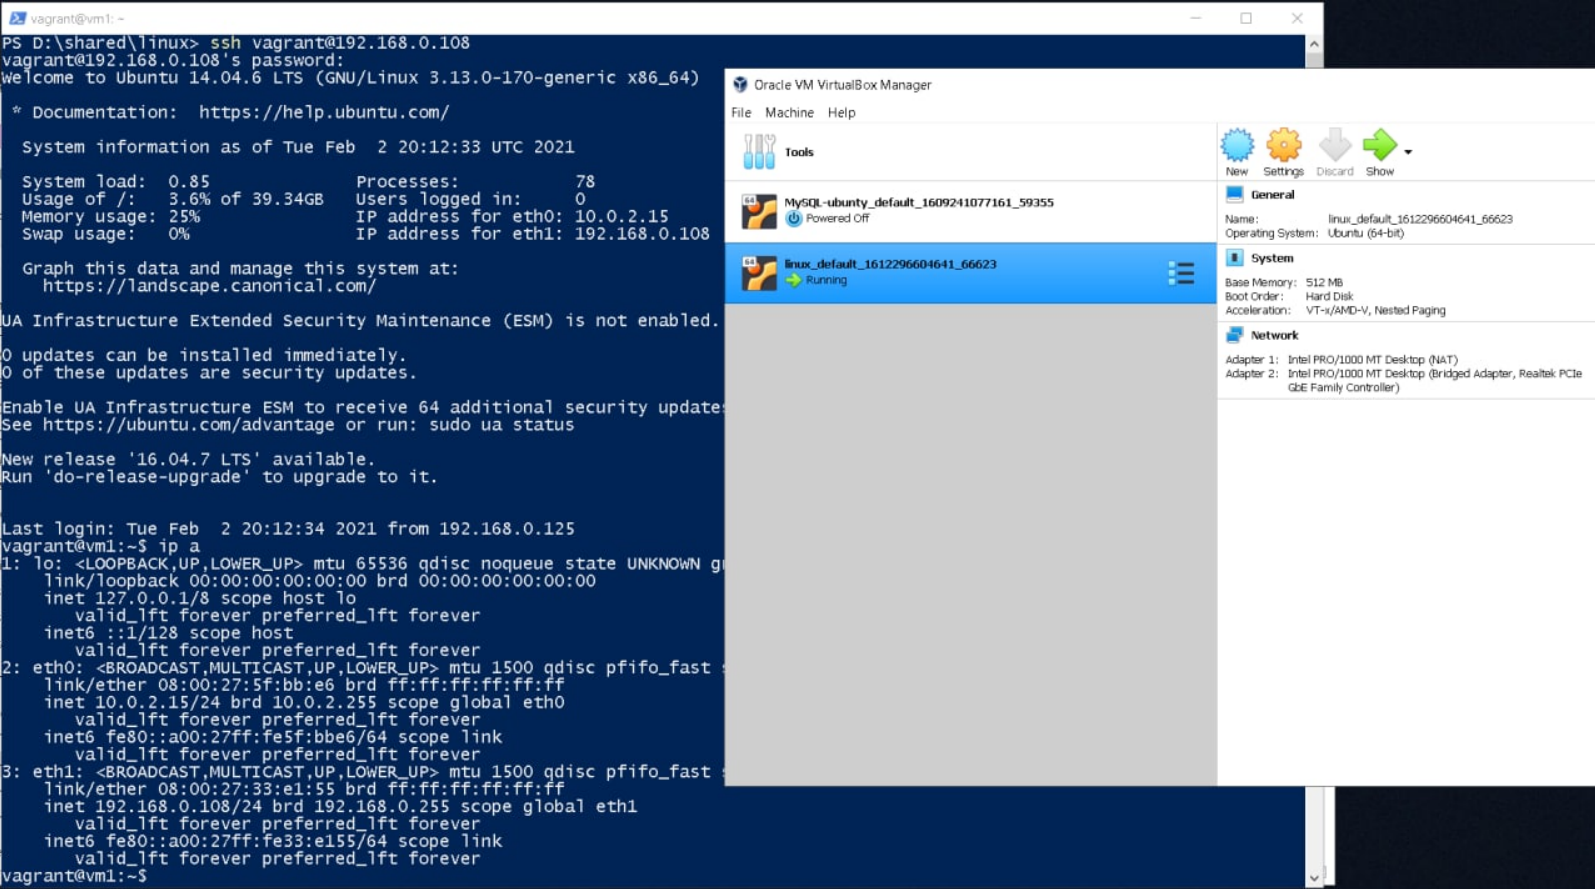 vagrant@vm1: ~
PS D:\shared\linux> ssh vagrant@192.168.0.108
vagrant@192.168.0.108's password:
Welcome to Ubuntu 14.04.6 LTS (GNU/Linux 3.13.0-170-generic x86_64)
* Documentation:  https://help.ubuntu.com/
System information as of Tue Feb  2 20:12:33 UTC 2021
System load:  0.85    Processes:    78
Usage of /:   3.6% of 39.34GB   Users logged in:   0
Memory usage: 25%   IP address for eth0: 10.0.2.15
Swap usage:   0%   IP address for eth1: 192.168.0.108
Graph this data and manage this system at:
https://landscape.canonical.com/
UA Infrastructure Extended Security Maintenance (ESM) is not enabled.
0 updates can be installed immediately.
0 of these updates are security updates.
Enable UA Infrastructure ESM to receive 64 additional security update
See https://ubuntu.com/advantage or run: sudo ua status
New release '16.04.7 LTS' available.
Run 'do-release-upgrade' to upgrade to it.
Last login: Tue Feb  2 20:12:34 2021 from 192.168.0.125
vagrant@vm1:~$ ip a
1: lo: <LOOPBACK,UP,LOWER_UP> mtu 65536 qdisc noqueue state UNKNOWN
link/loopback 00:00:00:00:00:00 brd 00:00:00:00:00:00
inet 127.0.0.1/8 scope host lo
valid_lft forever preferred_lft forever
inet6 ::1/128 scope host
valid_lft forever preferred_lft forever
2: eth0: <BROADCAST,MULTICAST,UP,LOWER_UP> mtu 1500 qdisc pfifo_fast
link/ether 08:00:27:5f:bb:e6 brd ff:ff:ff:ff:ff:ff
inet 10.0.2.15/24 brd 10.0.2.255 scope global eth0
valid_lft forever preferred_lft forever
inet6 fe80::a00:27ff:fe5f:bbe6/64 scope link
valid_lft forever preferred_lft forever
3: eth1: <BROADCAST,MULTICAST,UP,LOWER_UP> mtu 1500 qdisc pfifo_fast
link/ether 08:00:27:33:e1:55 brd ff:ff:ff:ff:ff:ff
inet 192.168.0.108/24 brd 192.168.0.255 scope global eth1
valid_lft forever preferred_lft forever
inet6 fe80::a00:27ff:fe33:e155/64 scope link
valid_lft forever preferred_lft forever
vagrant@vm1:~$
Oracle VM VirtualBox Manager
File Machine Help
Tools
64 MySQL-ubunty_default_1609241077161_59355
Powered Off
64 linux_default_1612296604641_66623
Running
New Settings Discard Show
General
Name: linux_default_1612296604641_66623
Operating System: Ubuntu (64-bit)
System
Base Memory: 512 MB
Boot Order: Hard Disk
Acceleration: VT-x/AMD-V, Nested Paging
Network
Adapter 1: Intel PRO/1000 MT Desktop (NAT)
Adapter 2: Intel PRO/1000 MT Desktop (Bridged Adapter, Realtek PCIe
GbE Family Controller)